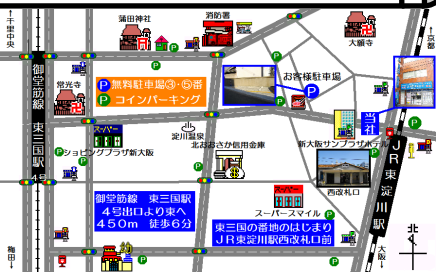 蒲田神社
消防署
大願寺
↑千里中央
↑京都
御堂筋線 東三国駅
常光寺
P 無料駐車場③・⑤番
P コインパーキング
お客様駐車場
P
当社
スーパー
ショッピングプラザ新大阪
淀川温泉
北おおさか信用金庫
新大阪サンプラザホテル
西改札口
JR東淀川駅
4号
御堂筋線 東三国駅
4号出口より東へ
450m 徒歩6分
スーパー
スーパースマイル
東三国の番地のはじまり
JR東淀川駅西改札口前
梅田↓
大阪↓
北